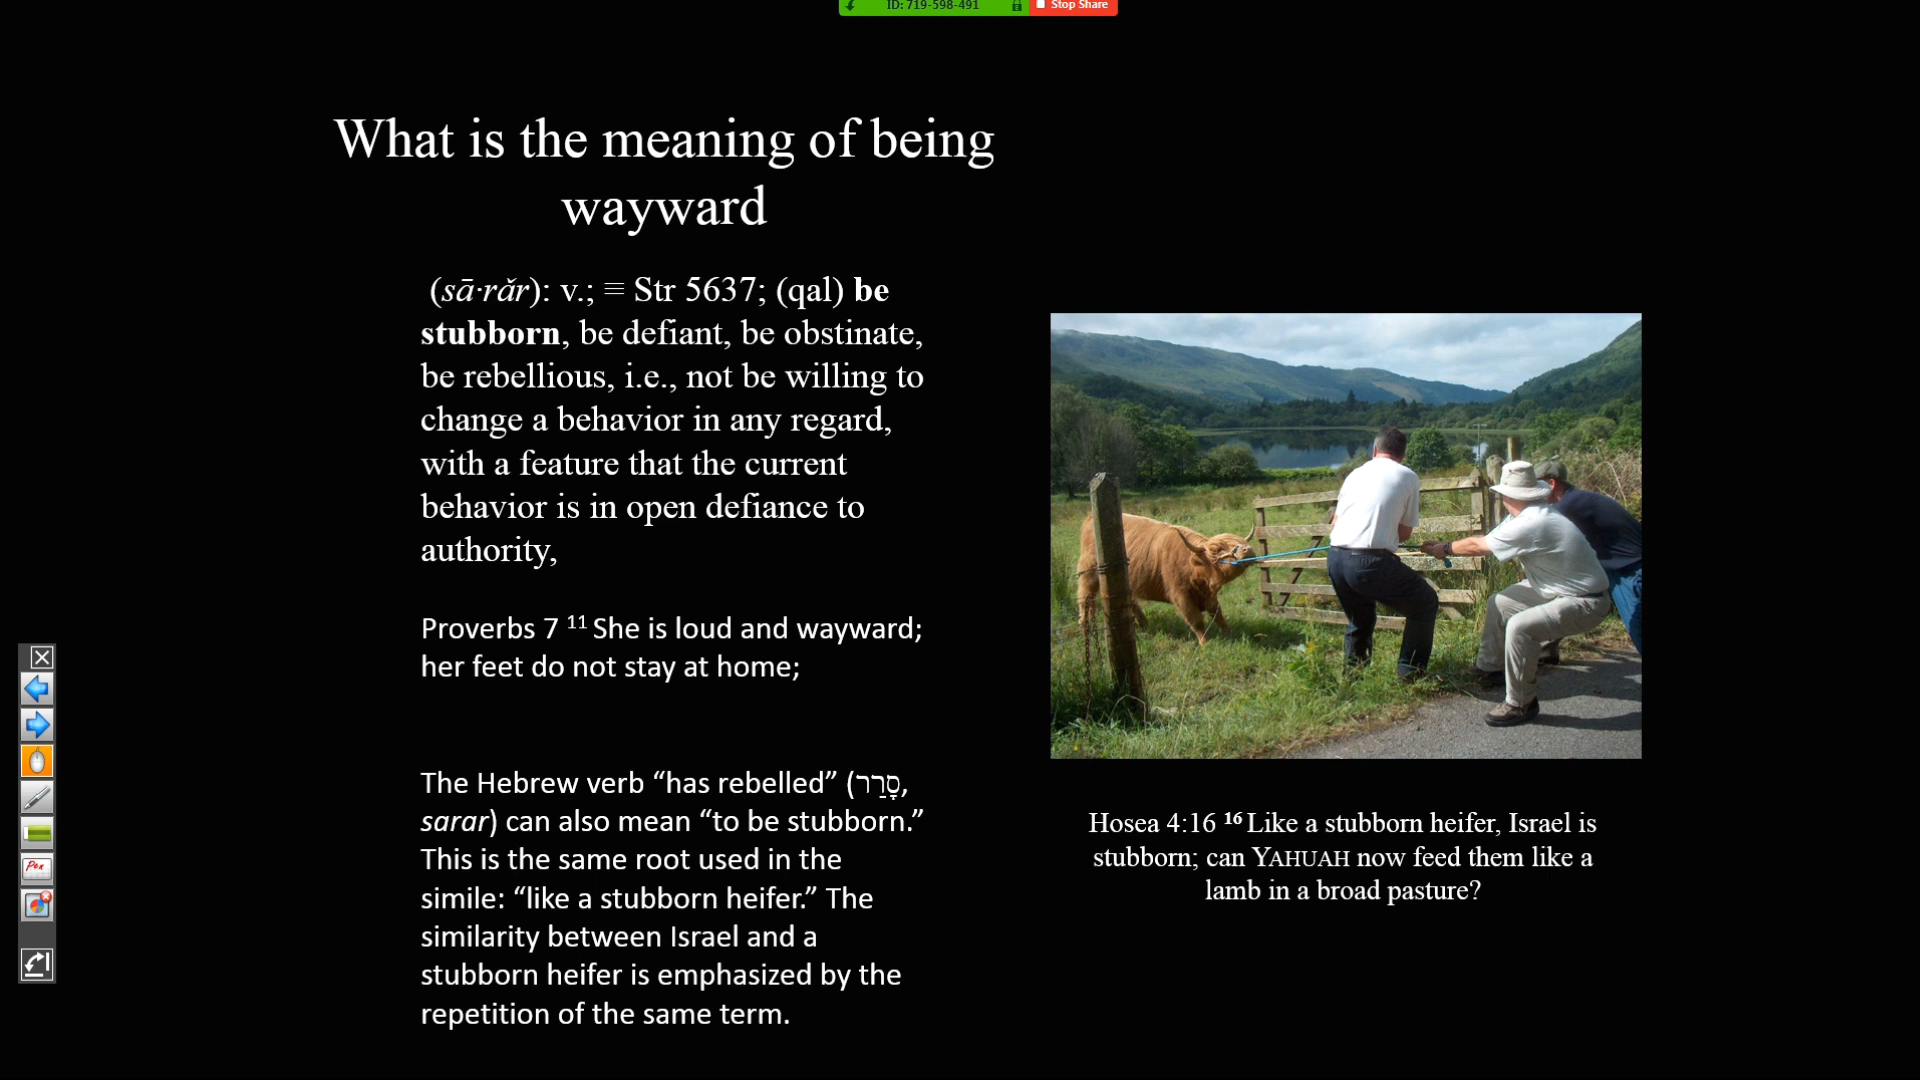 ID: 719-598-491
Stop Share
What is the meaning of being
wayward
(sā·rǎr): v.; ≡ Str 5637; (qal) be
stubborn, be defiant, be obstinate,
be rebellious, i.e., not be willing to
change a behavior in any regard,
with a feature that the current
behavior is in open defiance to
authority,
Proverbs 7 11 She is loud and wayward;
her feet do not stay at home;
The Hebrew verb “has rebelled” (סָרַר,
sarar) can also mean “to be stubborn.”
This is the same root used in the
simile: “like a stubborn heifer.” The
similarity between Israel and a
stubborn heifer is emphasized by the
repetition of the same term.
Hosea 4:16 16 Like a stubborn heifer, Israel is
stubborn; can YAHUAH now feed them like a
lamb in a broad pasture?
Pen